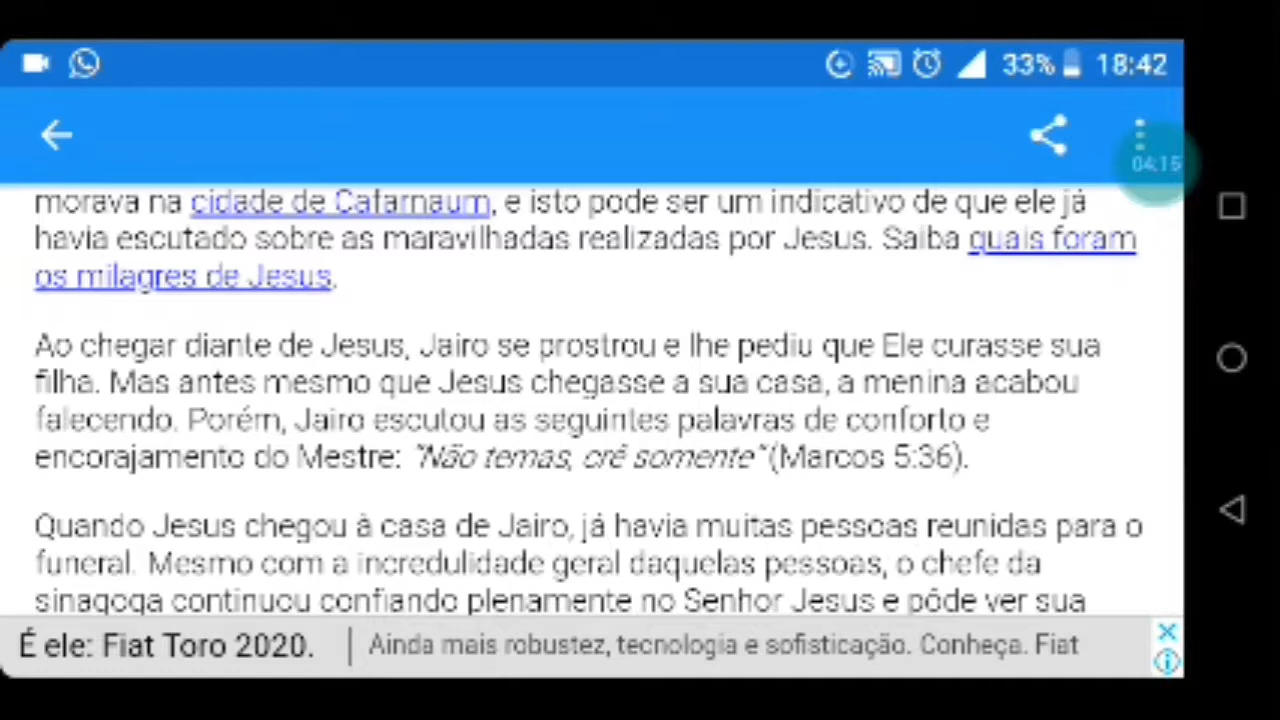 33% 18:42
04:15
morava na cidade de Cafarnaum, e isto pode ser um indicativo de que ele já
havia escutado sobre as maravilhadas realizadas por Jesus. Saiba quais foram
os milagres de Jesus.
Ao chegar diante de Jesus, Jairo se prostrou e lhe pediu que Ele curasse sua
filha. Mas antes mesmo que Jesus chegasse a sua casa, a menina acabou
falecendo. Porém, Jairo escutou as seguintes palavras de conforto e
encorajamento do Mestre: "Não temas, crê somente"(Marcos 5:36).
Quando Jesus chegou à casa de Jairo, já havia muitas pessoas reunidas para o
funeral. Mesmo com a incredulidade geral daquelas pessoas, o chefe da
sinagoga continuou confiando plenamente no Senhor Jesus e pôde ver sua
É ele: Fiat Toro 2020. Ainda mais robustez, tecnologia e sofisticação. Conheça. Fiat